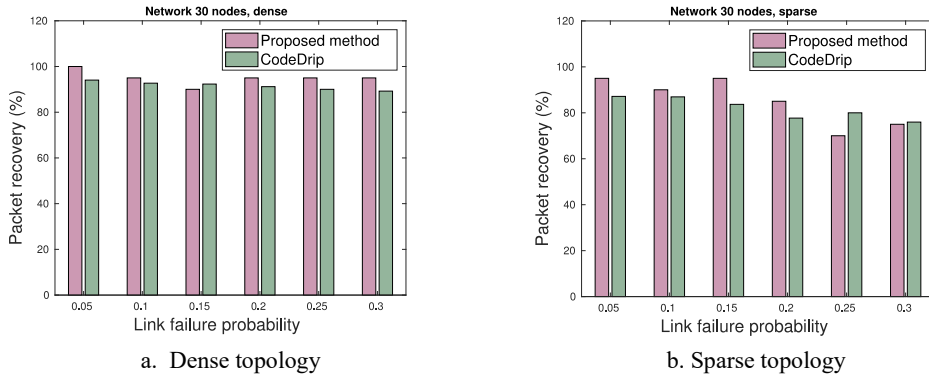 Network 30 nodes, dense
120
100
80
60
40
20
0
Packet recovery (%)
Proposed method
CodeDrip
0.05 0.1 0.15 0.2 0.25 0.3
Link failure probability
a. Dense topology
Network 30 nodes, sparse
120
100
80
60
40
20
0
Packet recovery (%)
Proposed method
CodeDrip
0.05 0.1 0.15 0.2 0.25 0.3
Link failure probability
b. Sparse topology